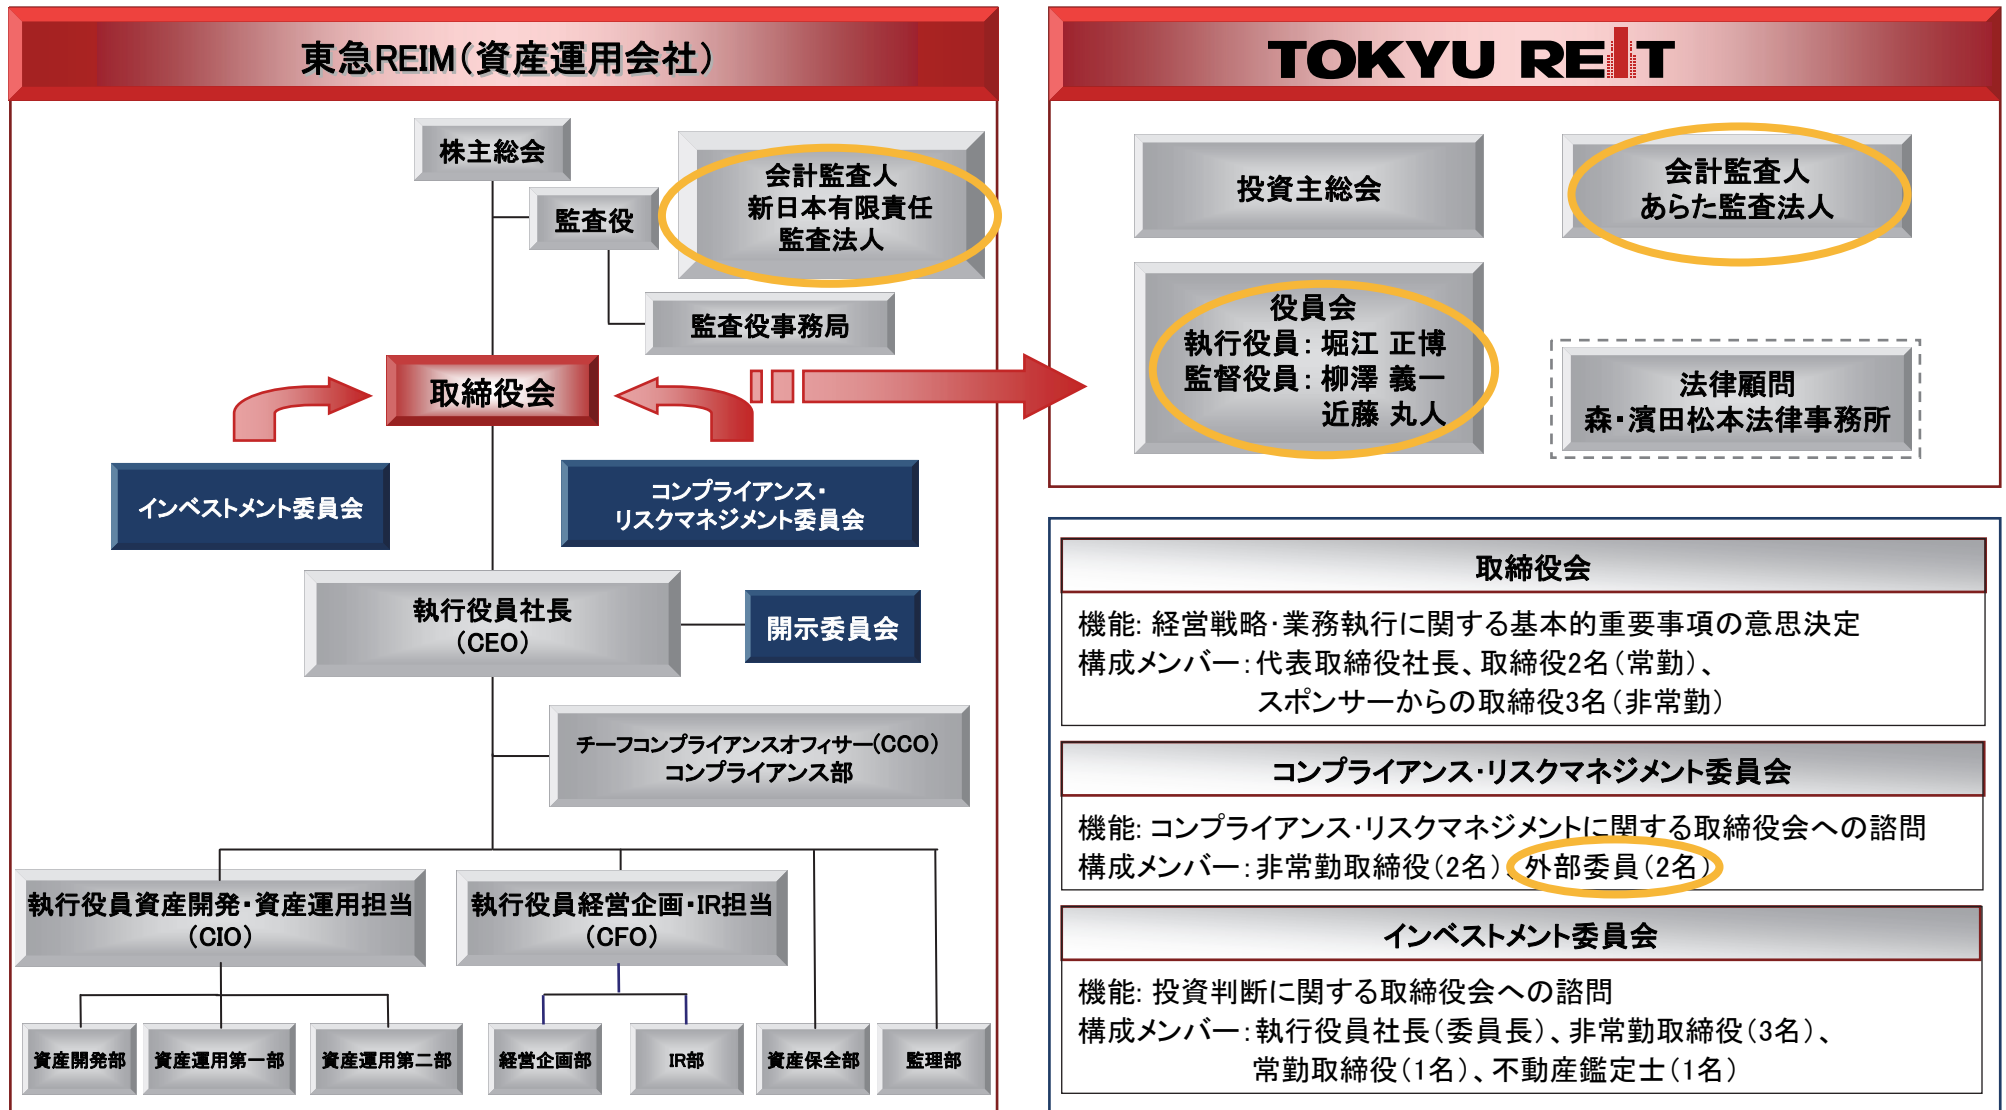 東急REIM(資産運用会社)
株主総会
監査役
会計監査人
新日本有限責任
監査法人
監査役事務局
取締役会
インベストメント委員会
コンプライアンス・
リスクマネジメント委員会
執行役員社長
(CEO)
開示委員会
チーフコンプライアンスオフィサー(CCO)
コンプライアンス部
執行役員資産開発・資産運用担当
(CIO)
執行役員経営企画・IR担当
(CFO)
資産開発部
資産運用第一部
資産運用第二部
経営企画部
IR部
資産保全部
監理部
TOKYU REIT
投資主総会
会計監査人
あらた監査法人
役員会
執行役員:堀江 正博
監督役員:柳澤 義一
近藤 丸人
法律顧問
森・濱田松本法律事務所
取締役会
機能: 経営戦略・業務執行に関する基本的重要事項の意思決定
構成メンバー:代表取締役社長、取締役2名(常勤)、
スポンサーからの取締役3名(非常勤)
コンプライアンス・リスクマネジメント委員会
機能: コンプライアンス・リスクマネジメントに関する取締役会への諮問
構成メンバー:非常勤取締役(2名)、外部委員(2名)
インベストメント委員会
機能: 投資判断に関する取締役会への諮問
構成メンバー:執行役員社長(委員長)、非常勤取締役(3名)、
常勤取締役(1名)、不動産鑑定士(1名)